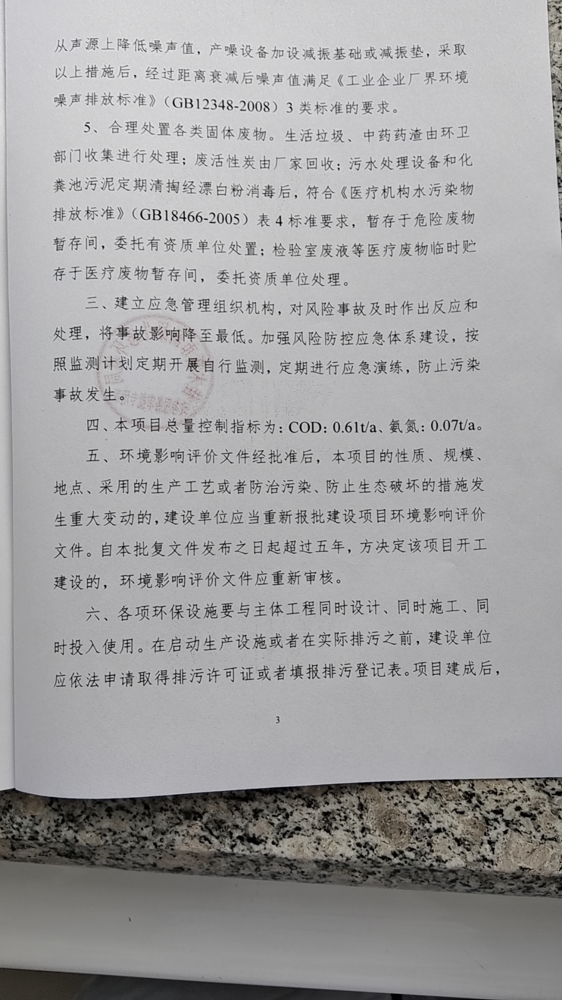 从声源上降低噪声值，产噪设备加设减振基础或减振垫，采取
以上措施后，经过距离衰减后噪声值满足《工业企业厂界环境
噪声排放标准》（GB12348-2008）3 类标准的要求。
5、合理处置各类固体废物。生活垃圾、中药药渣由环卫
部门收集进行处理；废活性炭由厂家回收；污水处理设备和化
粪池污泥定期清掏经漂白粉消毒后，符合《医疗机构水污染物
排放标准》（GB18466-2005）表 4 标准要求，暂存于危险废物
暂存间，委托有资质单位处置；检验室废液等医疗废物临时贮
存于医疗废物暂存间，委托资质单位处理。
三、建立应急管理组织机构，对风险事故及时作出反应和
处理，将事故影响降至最低。加强风险防控应急体系建设，按
照监测计划定期开展自行监测，定期进行应急演练，防止污染
事故发生。
四、本项目总量控制指标为：COD：0.61t/a、氨氮：0.07t/a。
五、环境影响评价文件经批准后，本项目的性质、规模、
地点、采用的生产工艺或者防治污染、防止生态破坏的措施发
生重大变动的，建设单位应当重新报批建设项目环境影响评价
文件。自本批复文件发布之日起超过五年，方决定该项目开工
建设的，环境影响评价文件应重新审核。
六、各项环保设施要与主体工程同时设计、同时施工、同
时投入使用。在启动生产设施或者在实际排污之前，建设单位
应依法申请取得排污许可证或者填报排污登记表。项目建成后，
3